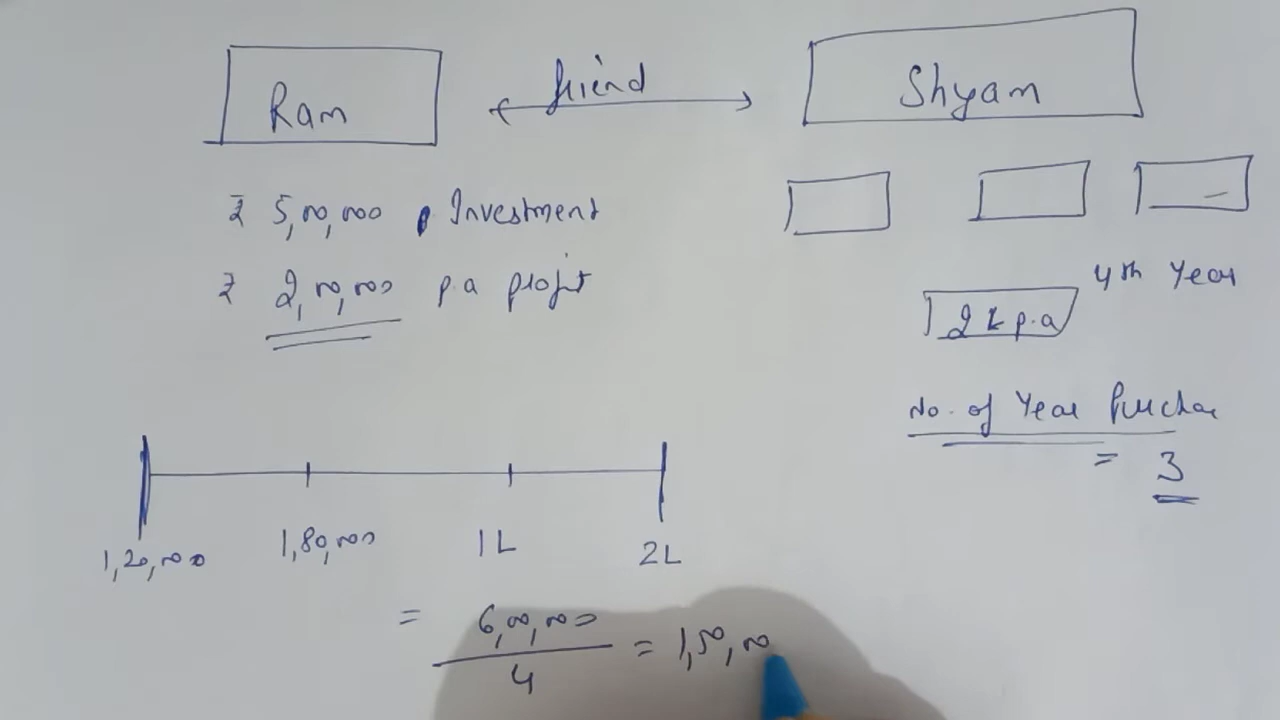 Ram
friend
Shyam
₹ 5,00,000 Investment
₹ 2,00,000 p.a profit
4th Year
2 L p.a
No. of Year Purchase
= 3
1,20,000 1,80,000 1L 2L
= 6,00,000 / 4 = 1,50,00